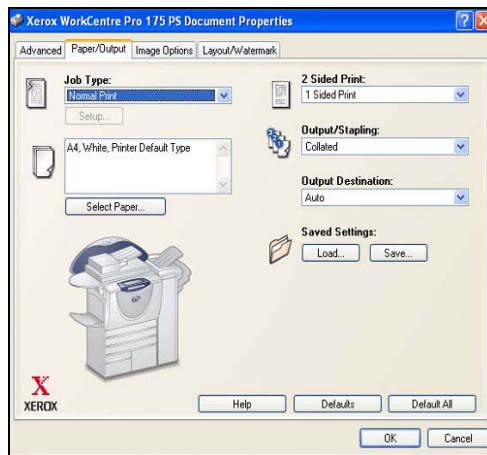 Xerox WorkCentre Pro 175 PS Document Properties
Advanced Paper/Output Image Options Layout/Watermark
Job Type:
Normal Print
Setup...
A4, White, Printer Default Type
Select Paper...
2 Sided Print:
1 Sided Print
Output/Stapling:
Collated
Output Destination:
Auto
Saved Settings:
Load... Save...
X
XEROX
Help Defaults Default All
OK Cancel